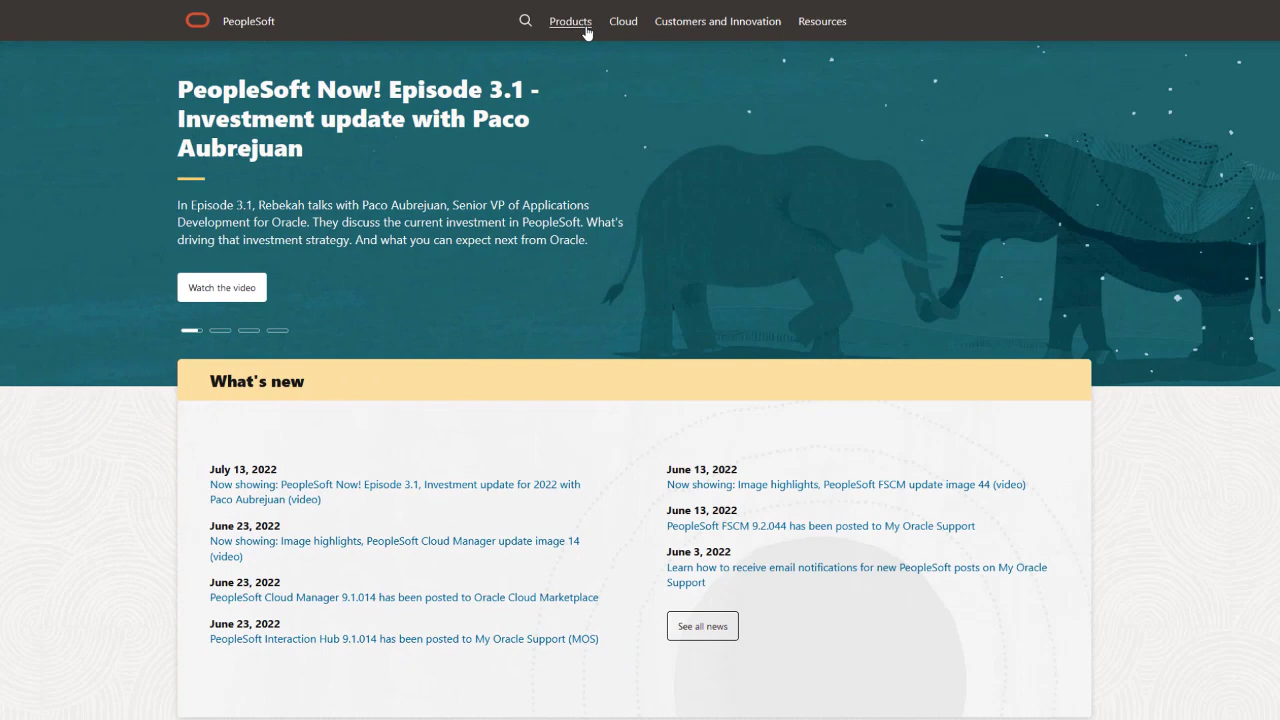 PeopleSoft
Products
Cloud
Customers and Innovation
Resources
PeopleSoft Now! Episode 3.1 -
Investment update with Paco
Aubrejuan
In Episode 3.1, Rebekah talks with Paco Aubrejuan, Senior VP of Applications
Development for Oracle. They discuss the current investment in PeopleSoft. What's
driving that investment strategy. And what you can expect next from Oracle.
Watch the video
What's new
July 13, 2022
Now showing: PeopleSoft Now! Episode 3.1, Investment update for 2022 with
Paco Aubrejuan (video)
June 23, 2022
Now showing: Image highlights, PeopleSoft Cloud Manager update image 14
(video)
June 23, 2022
PeopleSoft Cloud Manager 9.1.014 has been posted to Oracle Cloud Marketplace
June 23, 2022
PeopleSoft Interaction Hub 9.1.014 has been posted to My Oracle Support (MOS)
June 13, 2022
Now showing: Image highlights, PeopleSoft FSCM update image 44 (video)
June 13, 2022
PeopleSoft FSCM 9.2.044 has been posted to My Oracle Support
June 3, 2022
Learn how to receive email notifications for new PeopleSoft posts on My Oracle
Support
See all news